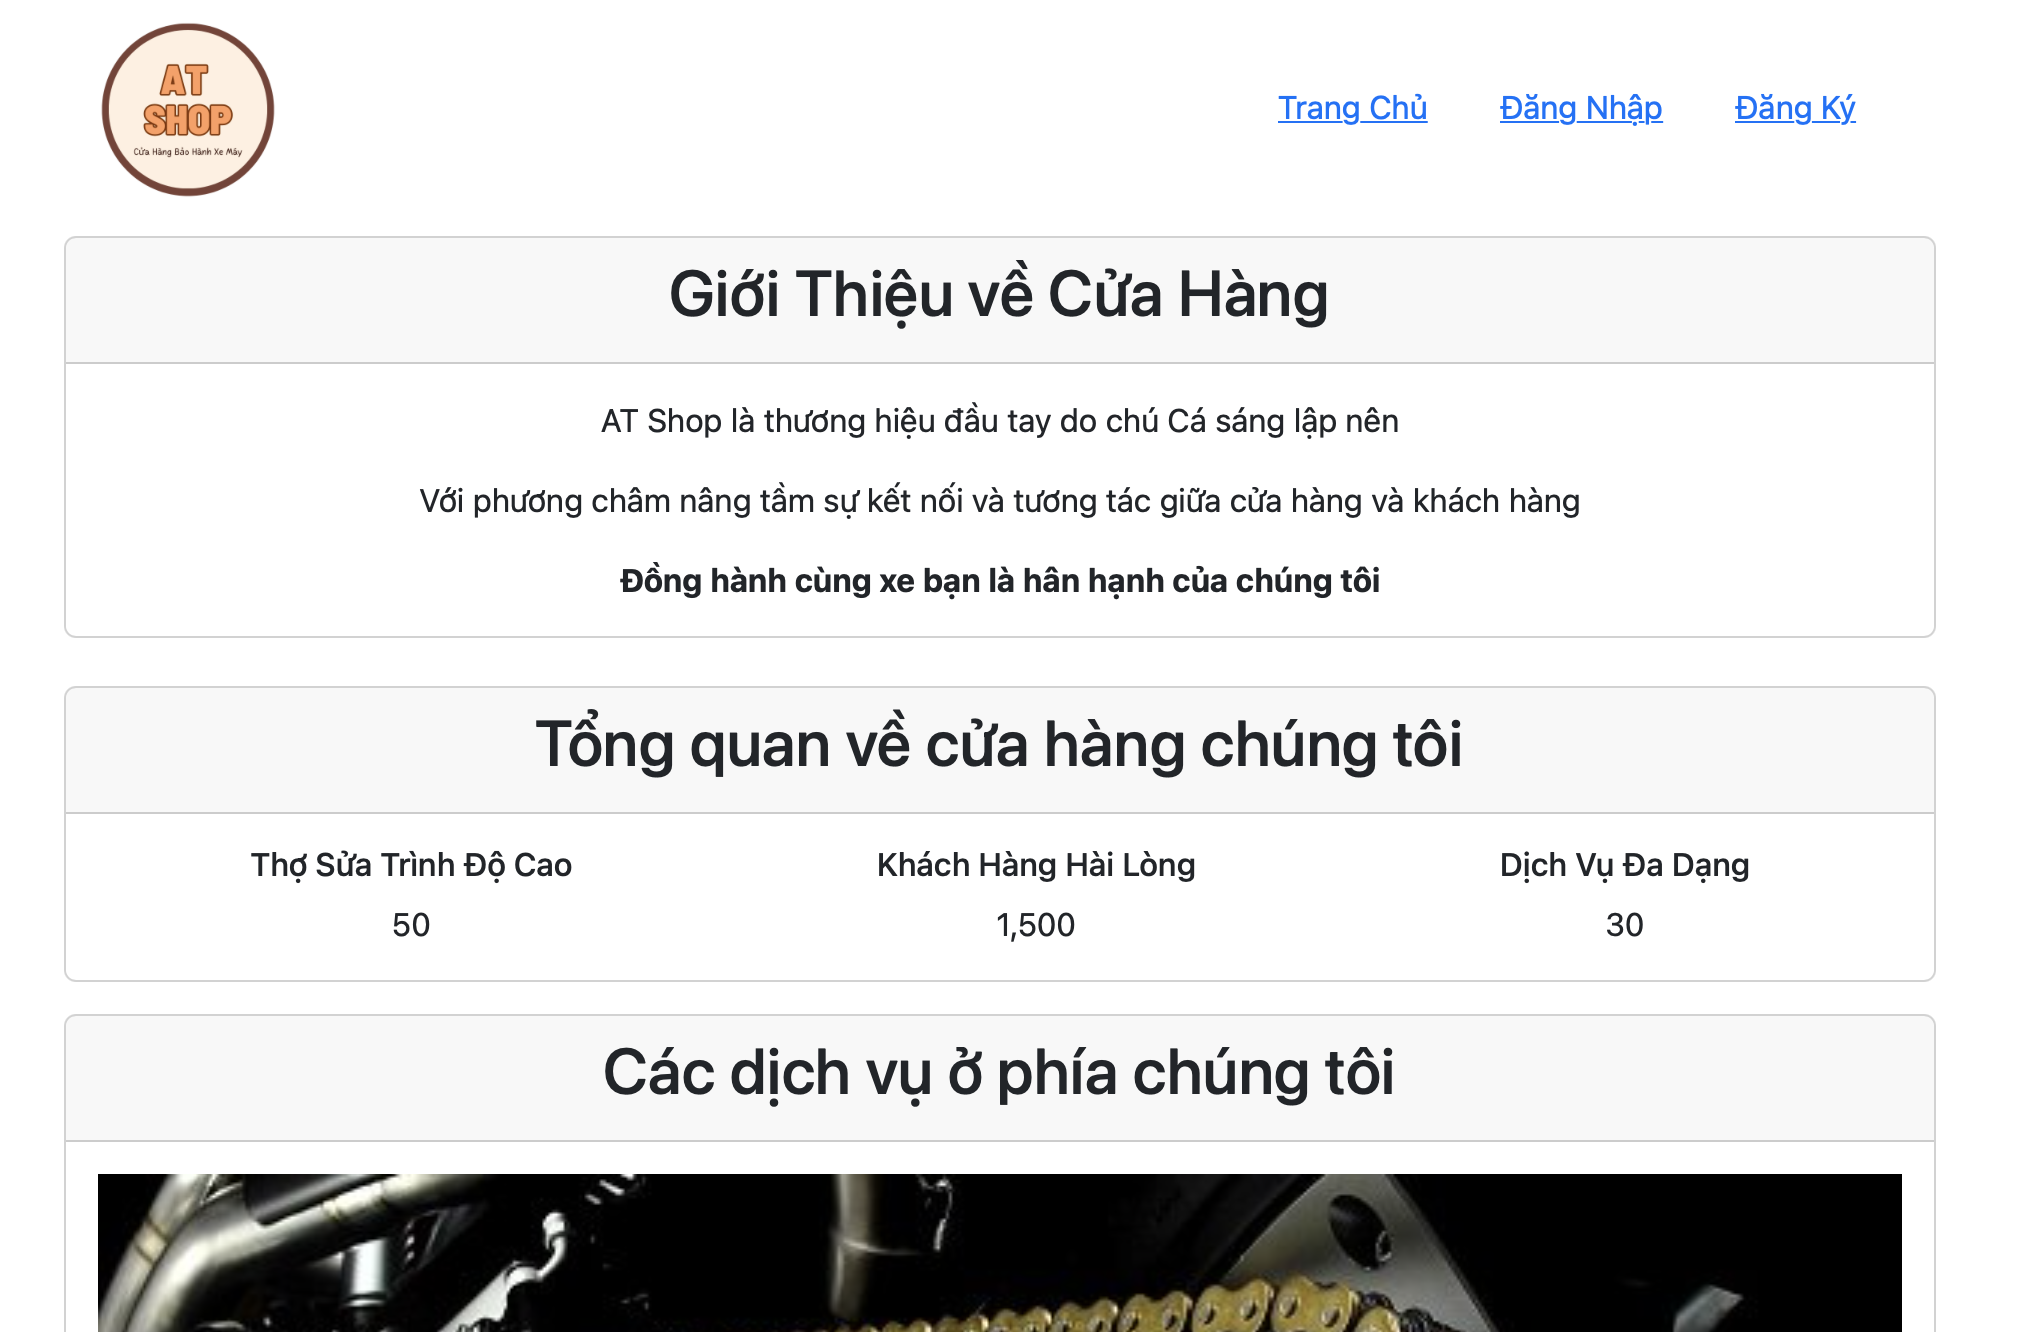 AT
SHOP
Cửa Hàng Bảo Hành Xe Máy
Trang Chủ Đăng Nhập Đăng Ký
Giới Thiệu về Cửa Hàng
AT Shop là thương hiệu đầu tay do chú Cá sáng lập nên
Với phương châm nâng tầm sự kết nối và tương tác giữa cửa hàng và khách hàng
Đồng hành cùng xe bạn là hân hạnh của chúng tôi
Tổng quan về cửa hàng chúng tôi
Thợ Sửa Trình Độ Cao Khách Hàng Hài Lòng Dịch Vụ Đa Dạng
50 1,500 30
Các dịch vụ ở phía chúng tôi